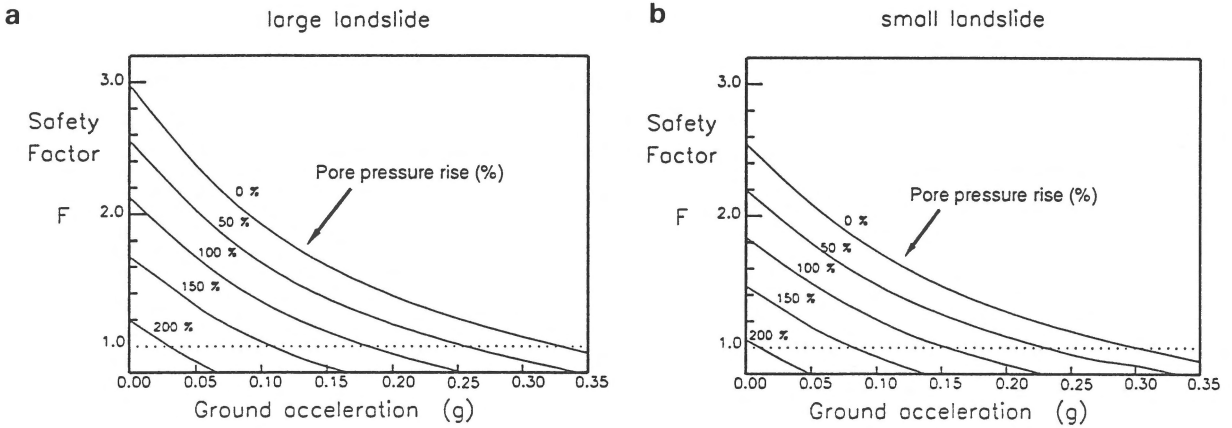 a
large landslide
3.0
Safety
Factor
F
2.0
1.0
Pore pressure rise (%)
0 %
50 %
100 %
150 %
200 %
0.00 0.05 0.10 0.15 0.20 0.25 0.30 0.35
Ground acceleration (g)
b
small landslide
3.0
Safety
Factor
F
2.0
1.0
Pore pressure rise (%)
0 %
50 %
100 %
150 %
200 %
0.00 0.05 0.10 0.15 0.20 0.25 0.30 0.35
Ground acceleration (g)